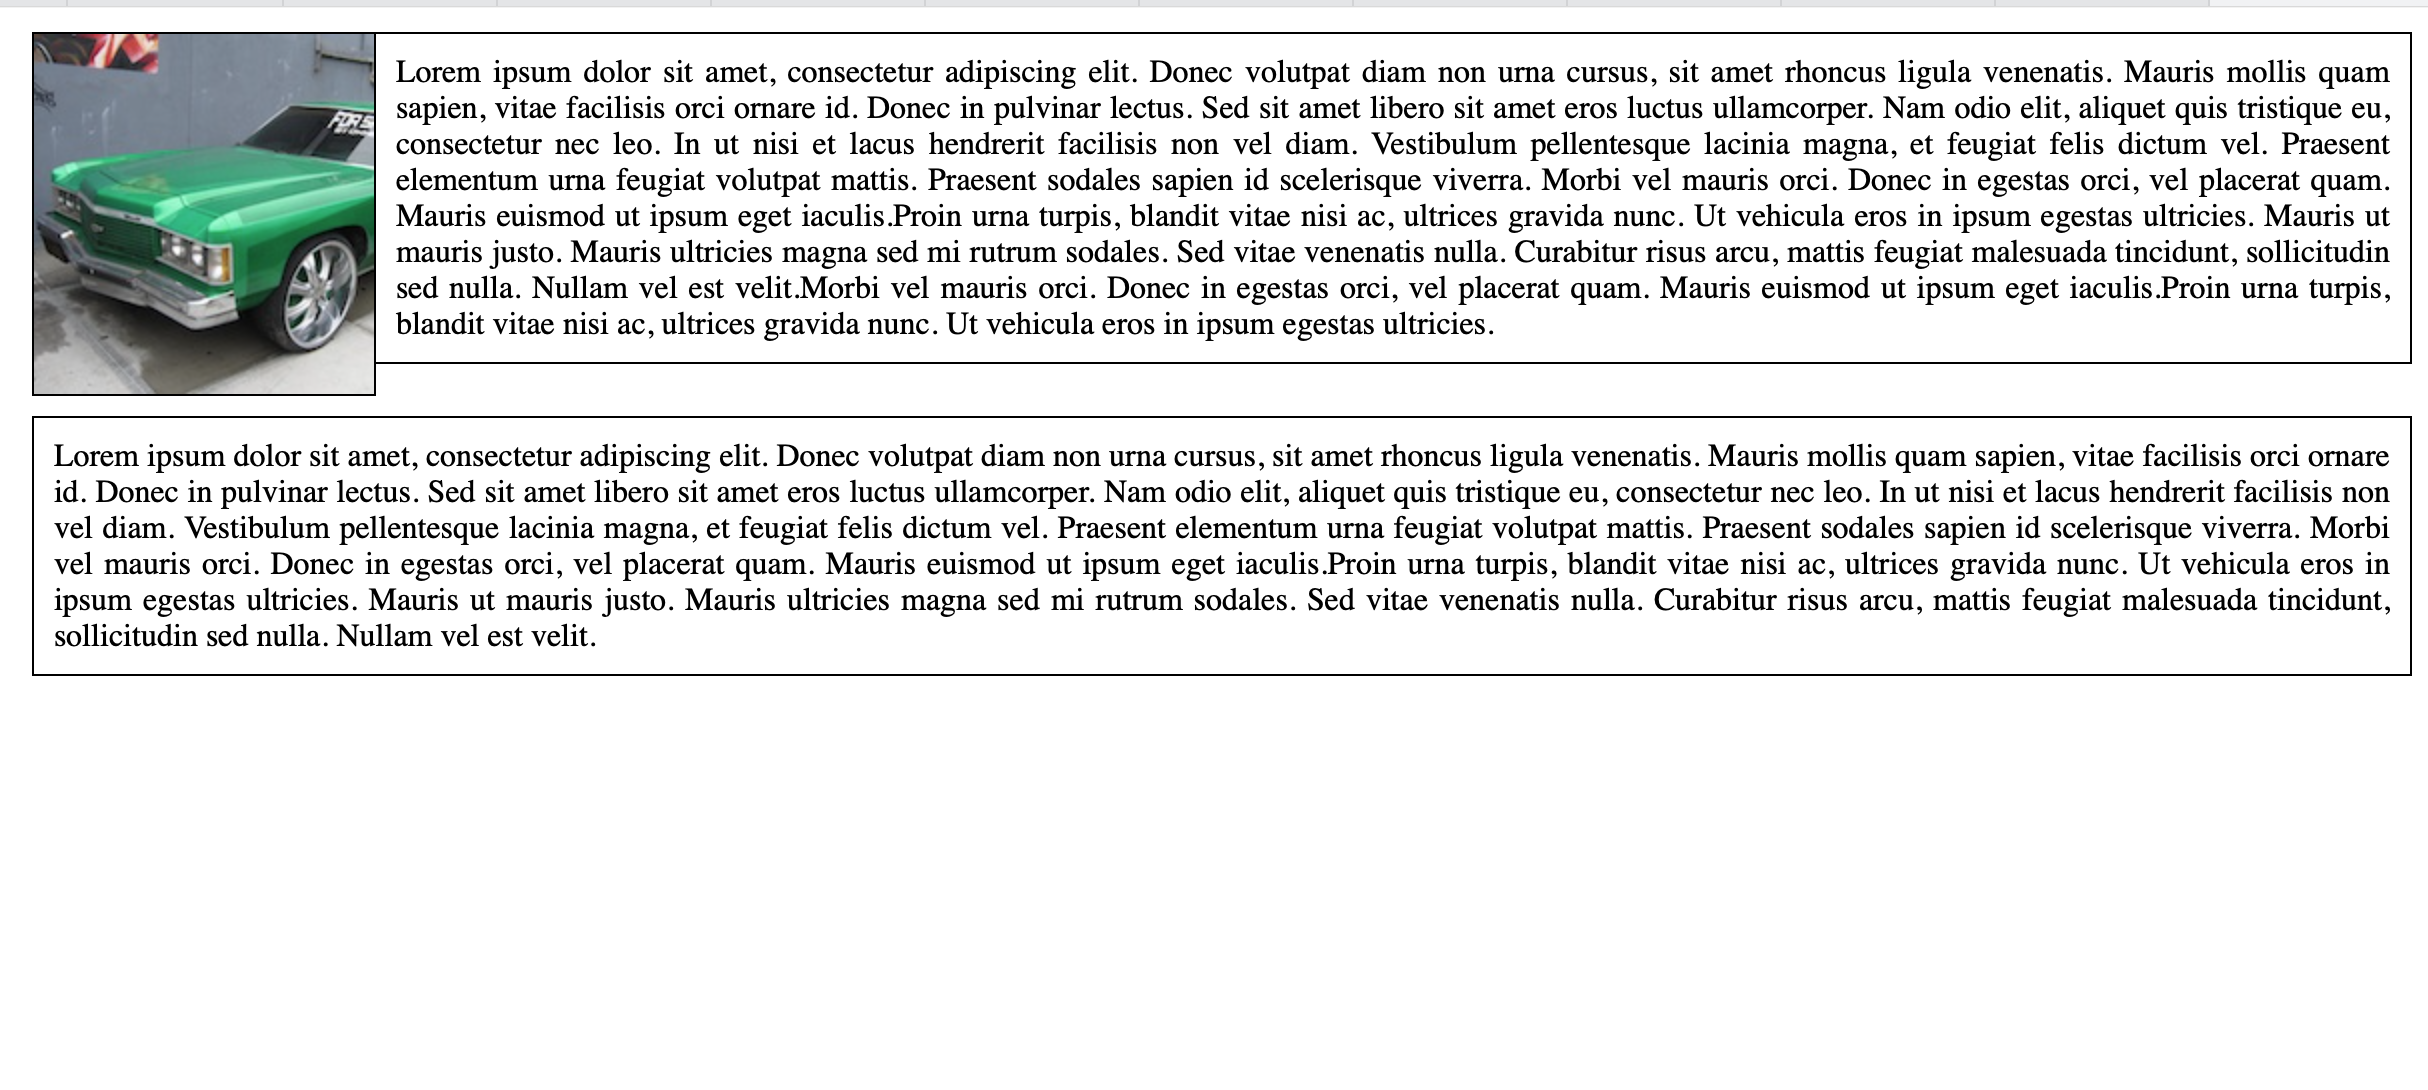 FOR S
Lorem ipsum dolor sit amet, consectetur adipiscing elit. Donec volutpat diam non urna cursus, sit amet rhoncus ligula venenatis. Mauris mollis quam
sapien, vitae facilisis orci ornare id. Donec in pulvinar lectus. Sed sit amet libero sit amet eros luctus ullamcorper. Nam odio elit, aliquet quis tristique eu,
consectetur nec leo. In ut nisi et lacus hendrerit facilisis non vel diam. Vestibulum pellentesque lacinia magna, et feugiat felis dictum vel. Praesent
elementum urna feugiat volutpat mattis. Praesent sodales sapien id scelerisque viverra. Morbi vel mauris orci. Donec in egestas orci, vel placerat quam.
Mauris euismod ut ipsum eget iaculis.Proin urna turpis, blandit vitae nisi ac, ultrices gravida nunc. Ut vehicula eros in ipsum egestas ultricies. Mauris ut
mauris justo. Mauris ultricies magna sed mi rutrum sodales. Sed vitae venenatis nulla. Curabitur risus arcu, mattis feugiat malesuada tincidunt, sollicitudin
sed nulla. Nullam vel est velit.Morbi vel mauris orci. Donec in egestas orci, vel placerat quam. Mauris euismod ut ipsum eget iaculis.Proin urna turpis,
blandit vitae nisi ac, ultrices gravida nunc. Ut vehicula eros in ipsum egestas ultricies.
Lorem ipsum dolor sit amet, consectetur adipiscing elit. Donec volutpat diam non urna cursus, sit amet rhoncus ligula venenatis. Mauris mollis quam sapien, vitae facilisis orci ornare
id. Donec in pulvinar lectus. Sed sit amet libero sit amet eros luctus ullamcorper. Nam odio elit, aliquet quis tristique eu, consectetur nec leo. In ut nisi et lacus hendrerit facilisis non
vel diam. Vestibulum pellentesque lacinia magna, et feugiat felis dictum vel. Praesent elementum urna feugiat volutpat mattis. Praesent sodales sapien id scelerisque viverra. Morbi
vel mauris orci. Donec in egestas orci, vel placerat quam. Mauris euismod ut ipsum eget iaculis.Proin urna turpis, blandit vitae nisi ac, ultrices gravida nunc. Ut vehicula eros in
ipsum egestas ultricies. Mauris ut mauris justo. Mauris ultricies magna sed mi rutrum sodales. Sed vitae venenatis nulla. Curabitur risus arcu, mattis feugiat malesuada tincidunt,
sollicitudin sed nulla. Nullam vel est velit.